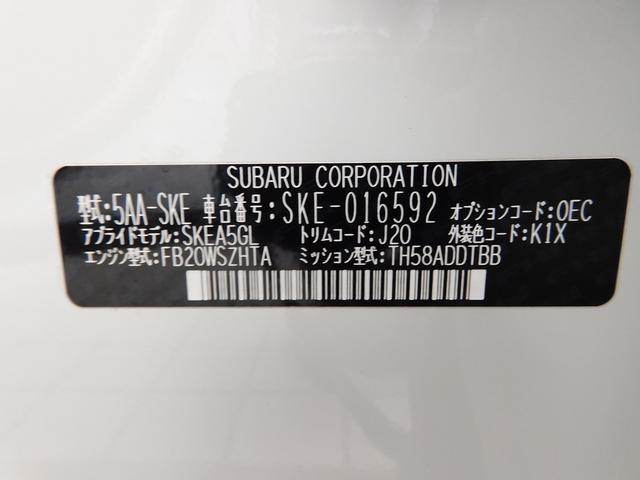 SUBARU CORPORATION
型式:5AA-SKE 車台番号:SKE-016592 オプションコード:OEC
アプライドモデル:SKEA5GL トリムコード:J20 外装色コード:K1X
エンジン型式:FB20WSZHTA ミッション型式:TH58ADDTBB